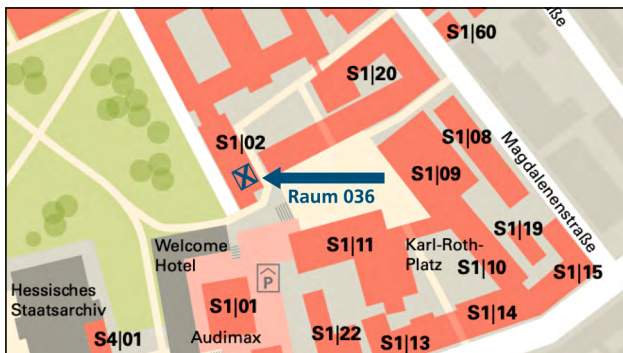 S1|60
S1|20
S1|02
S1|08
Magdalenenstraße
S1|09
Raum 036
Welcome
Hotel
S1|11
Karl-Roth-
Platz
S1|19
S1|10
S1|15
P
Hessisches
Staatsarchiv
S1|01
S1|14
S4|01
Audimax
S1|22
S1|13